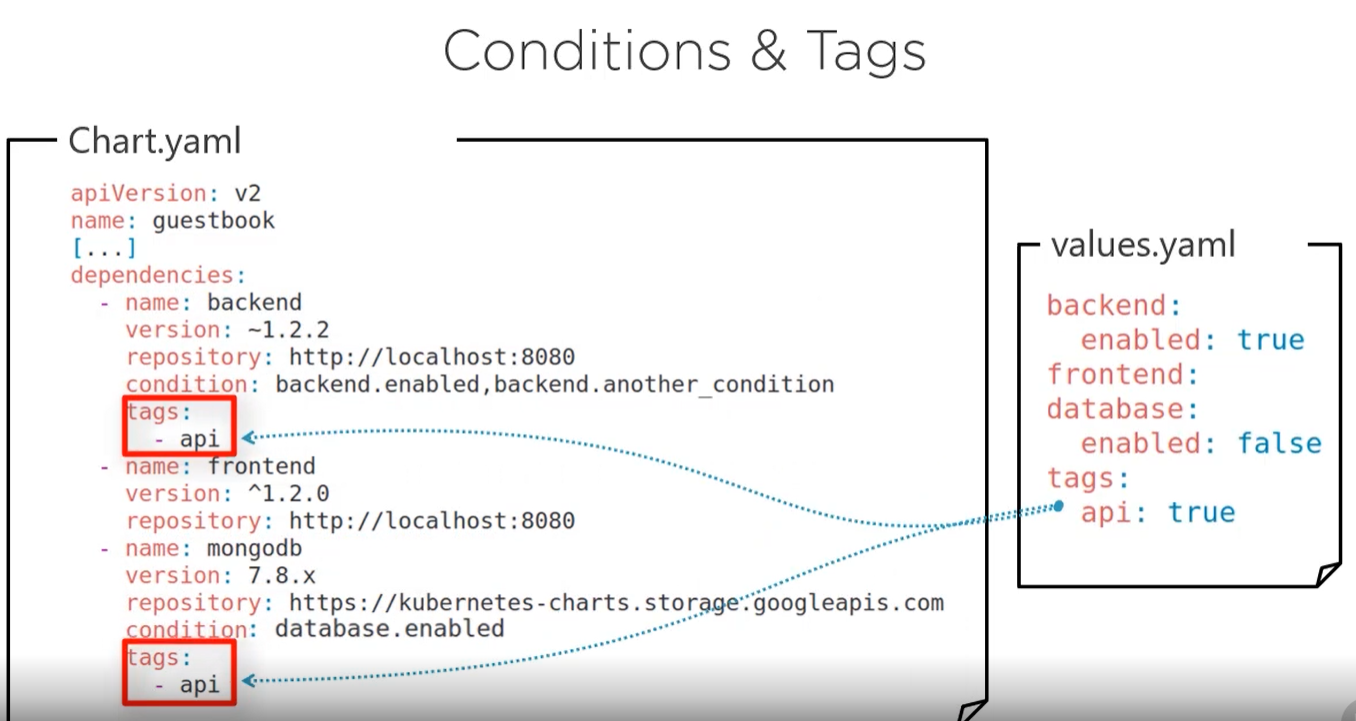 Conditions & Tags
Chart.yaml
apiVersion: v2
name: guestbook
[...]
dependencies:
- name: backend
version: ~1.2.2
repository: http://localhost:8080
condition: backend.enabled,backend.another_condition
tags:
- api
- name: frontend
version: ^1.2.0
repository: http://localhost:8080
- name: mongodb
version: 7.8.x
repository: https://kubernetes-charts.storage.googleapis.com
condition: database.enabled
tags:
- api
values.yaml
backend:
enabled: true
frontend:
database:
enabled: false
tags:
api: true